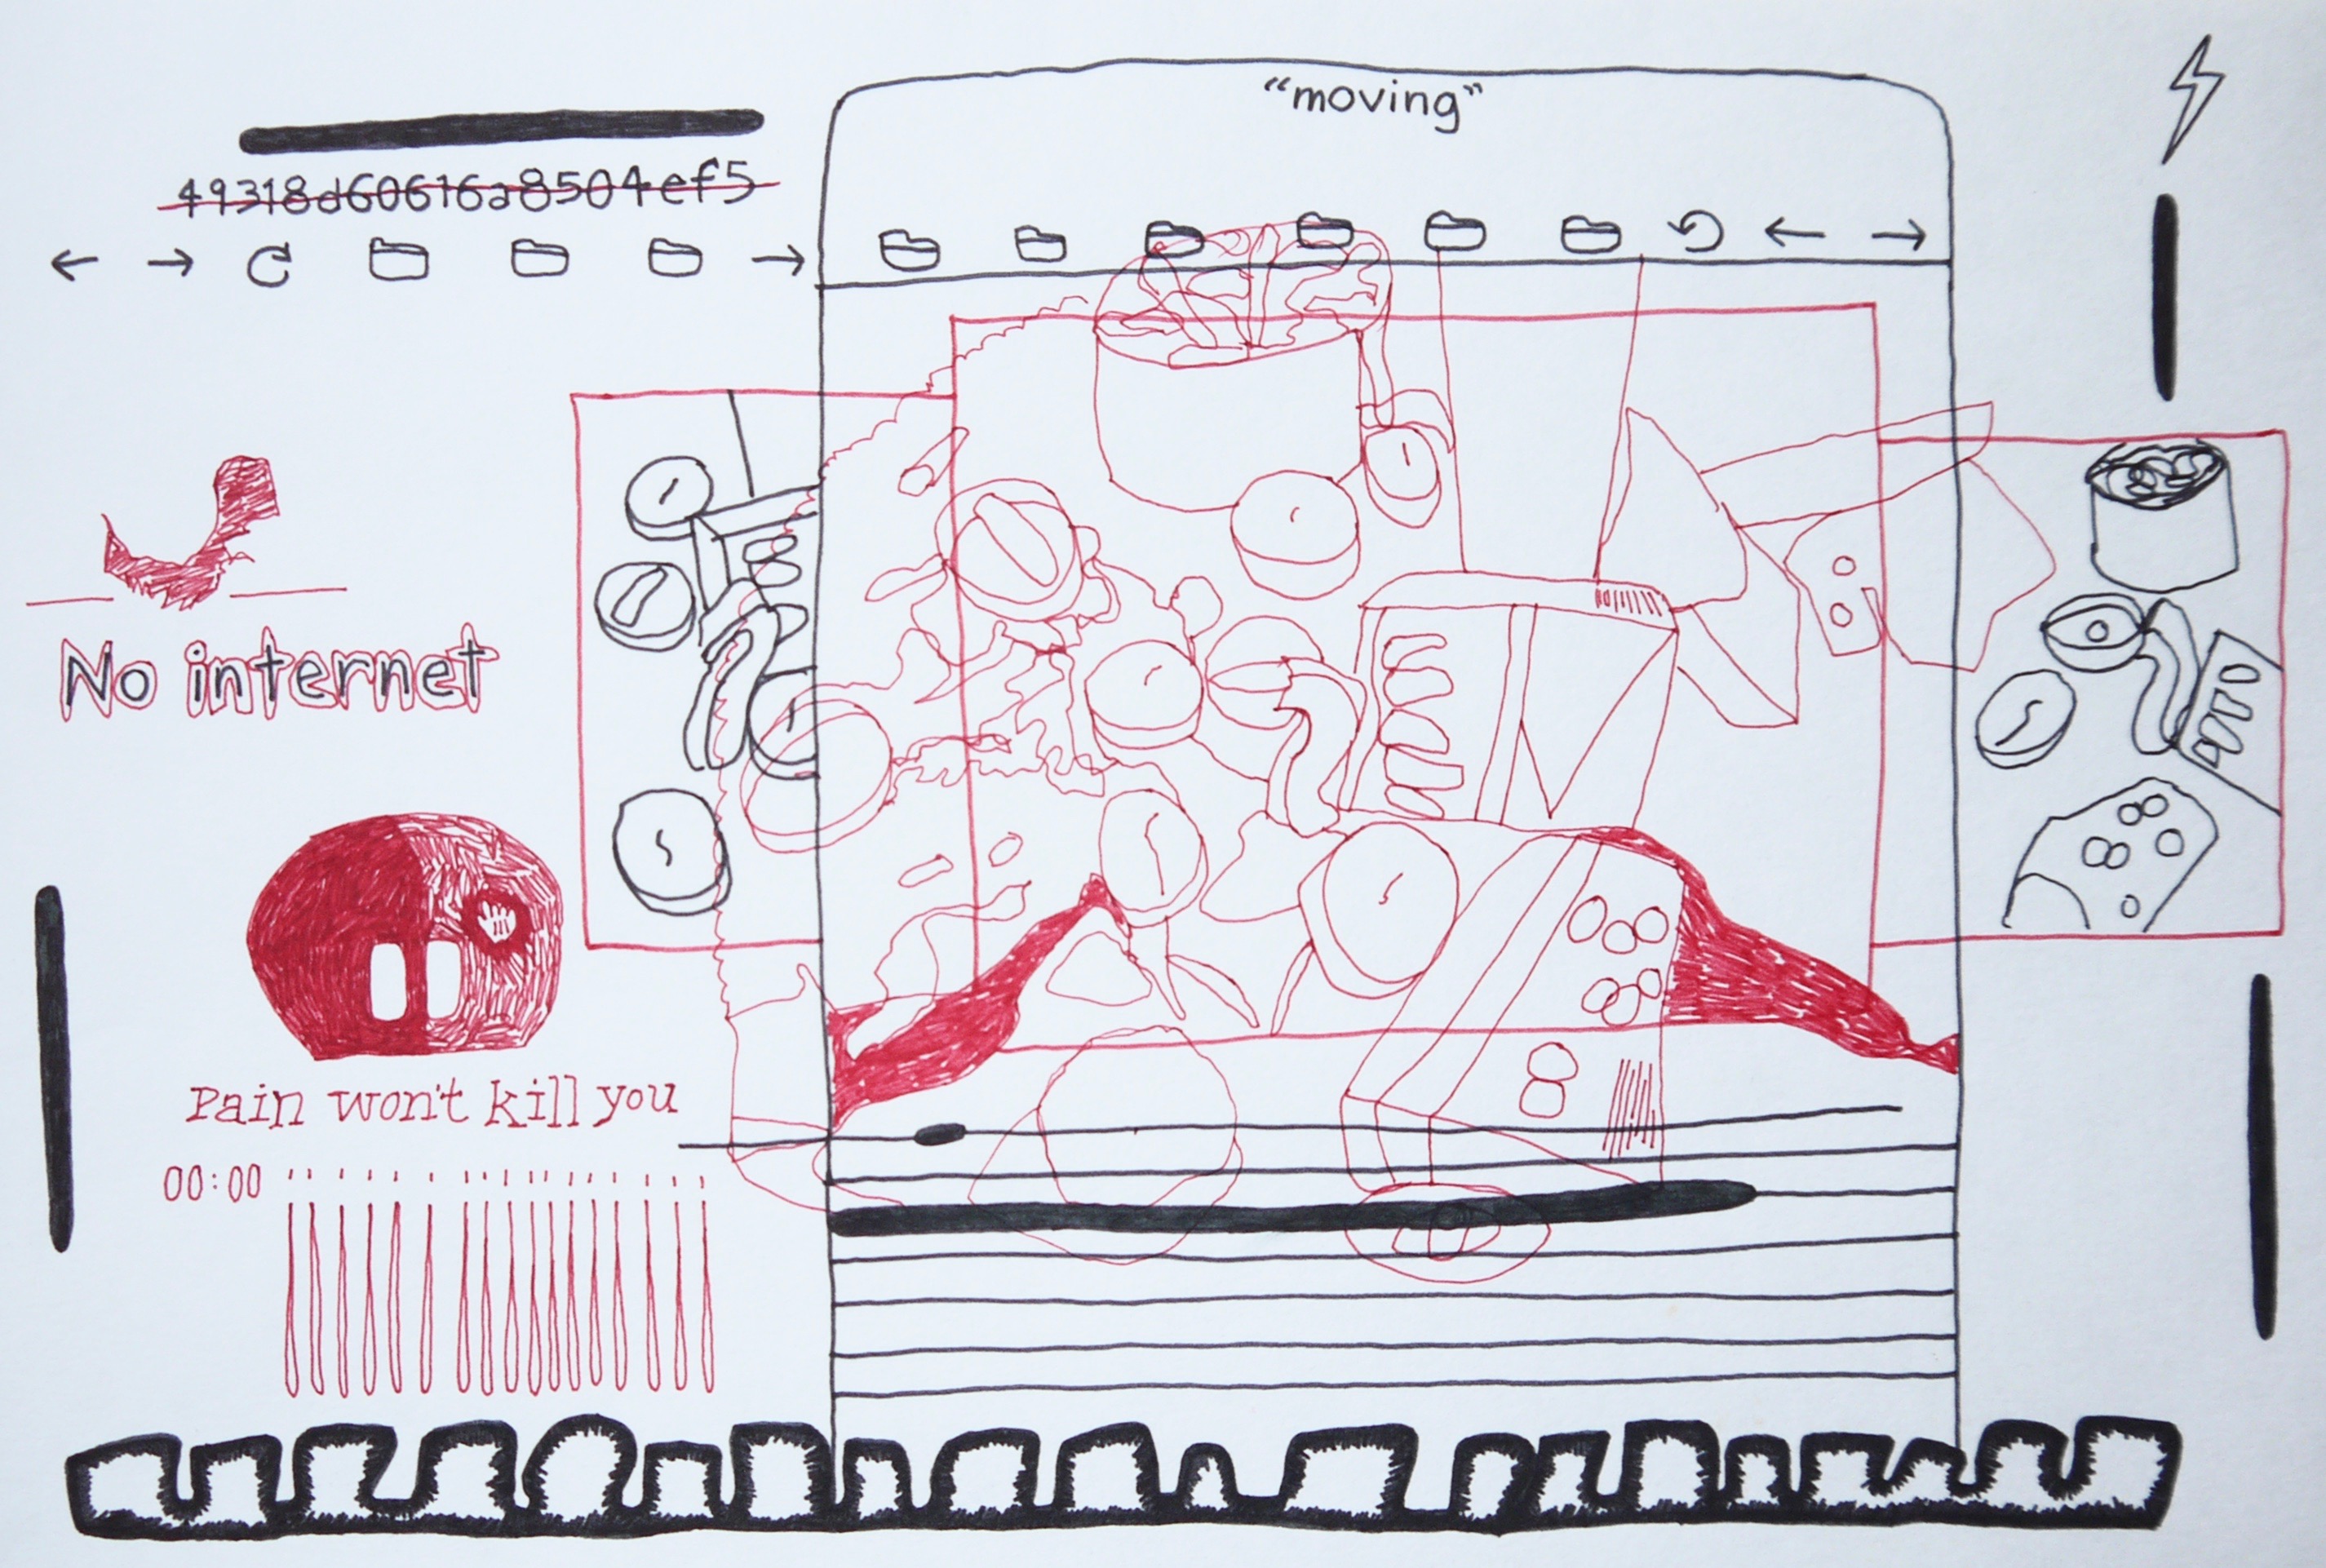 “moving”
49318d60616a8504ef5
No internet
Pain won't kill you
00:00